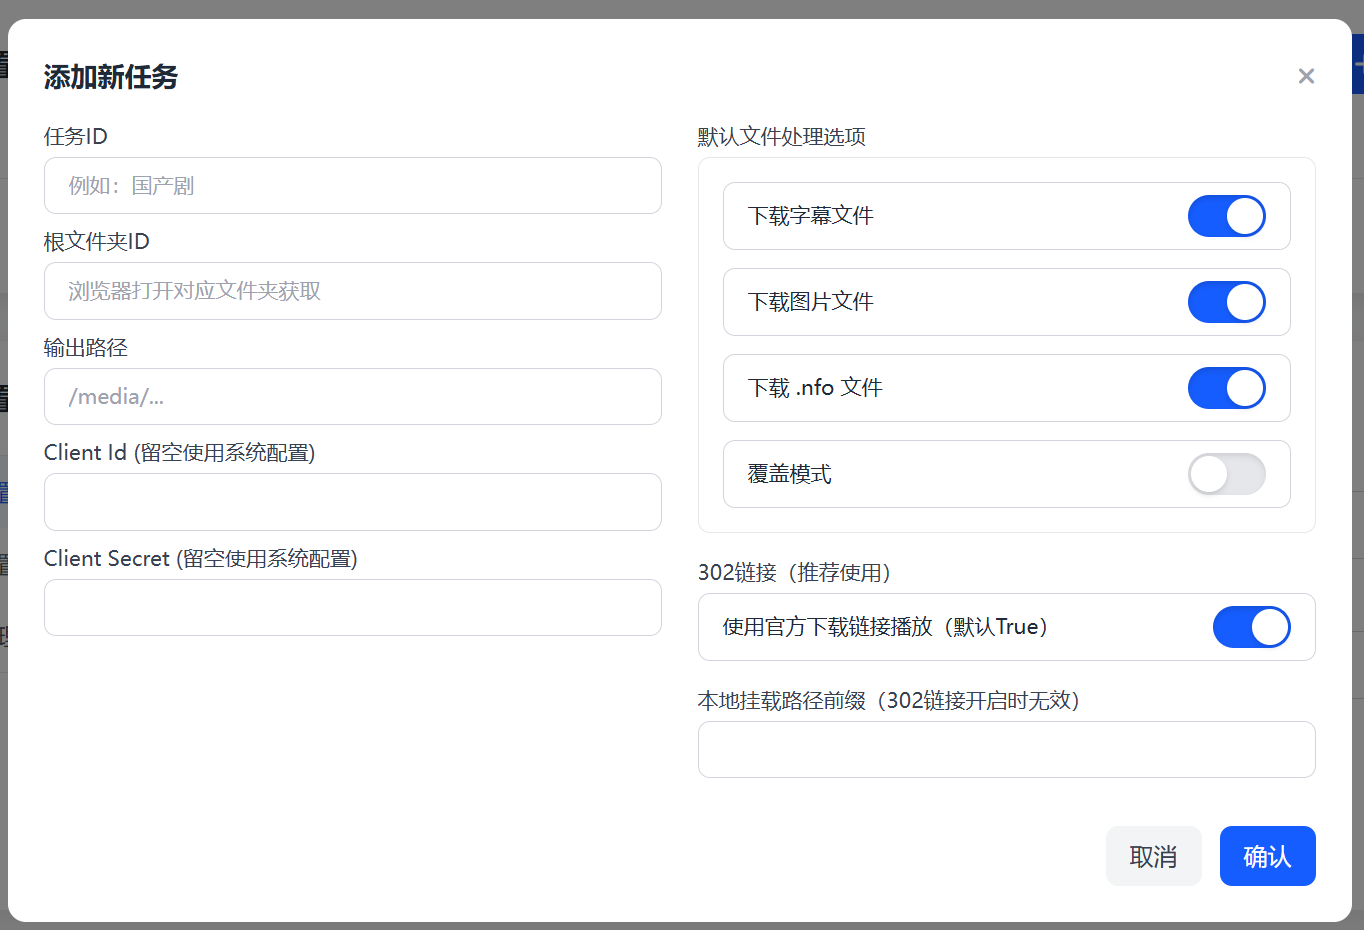 添加新任务
任务ID
例如：国产剧
根文件夹ID
浏览器打开对应文件夹获取
输出路径
/media/...
Client Id (留空使用系统配置)
Client Secret (留空使用系统配置)
默认文件处理选项
下载字幕文件
下载图片文件
下载 .nfo 文件
覆盖模式
302链接（推荐使用）
使用官方下载链接播放（默认True）
本地挂载路径前缀（302链接开启时无效）
取消
确认